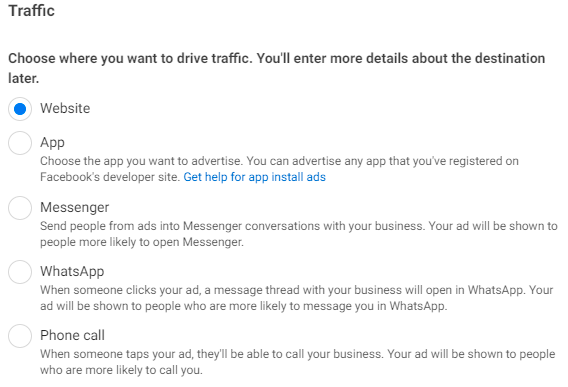 Traffic
Choose where you want to drive traffic. You'll enter more details about the destination
later.
Website
App
Choose the app you want to advertise. You can advertise any app that you've registered on
Facebook's developer site. Get help for app install ads
Messenger
Send people from ads into Messenger conversations with your business. Your ad will be shown to
people more likely to open Messenger.
WhatsApp
When someone clicks your ad, a message thread with your business will open in WhatsApp. Your
ad will be shown to people who are more likely to message you in WhatsApp.
Phone call
When someone taps your ad, they'll be able to call your business. Your ad will be shown to people
who are more likely to call you.